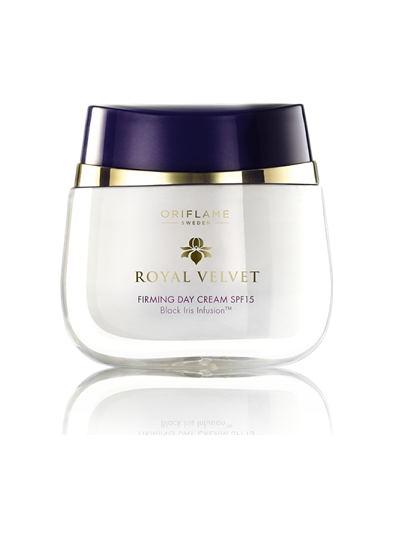 ORIFLAME
SWEDEN
ROYAL VELVET
FIRMING DAY CREAM SPF15
Black Iris Infusion™